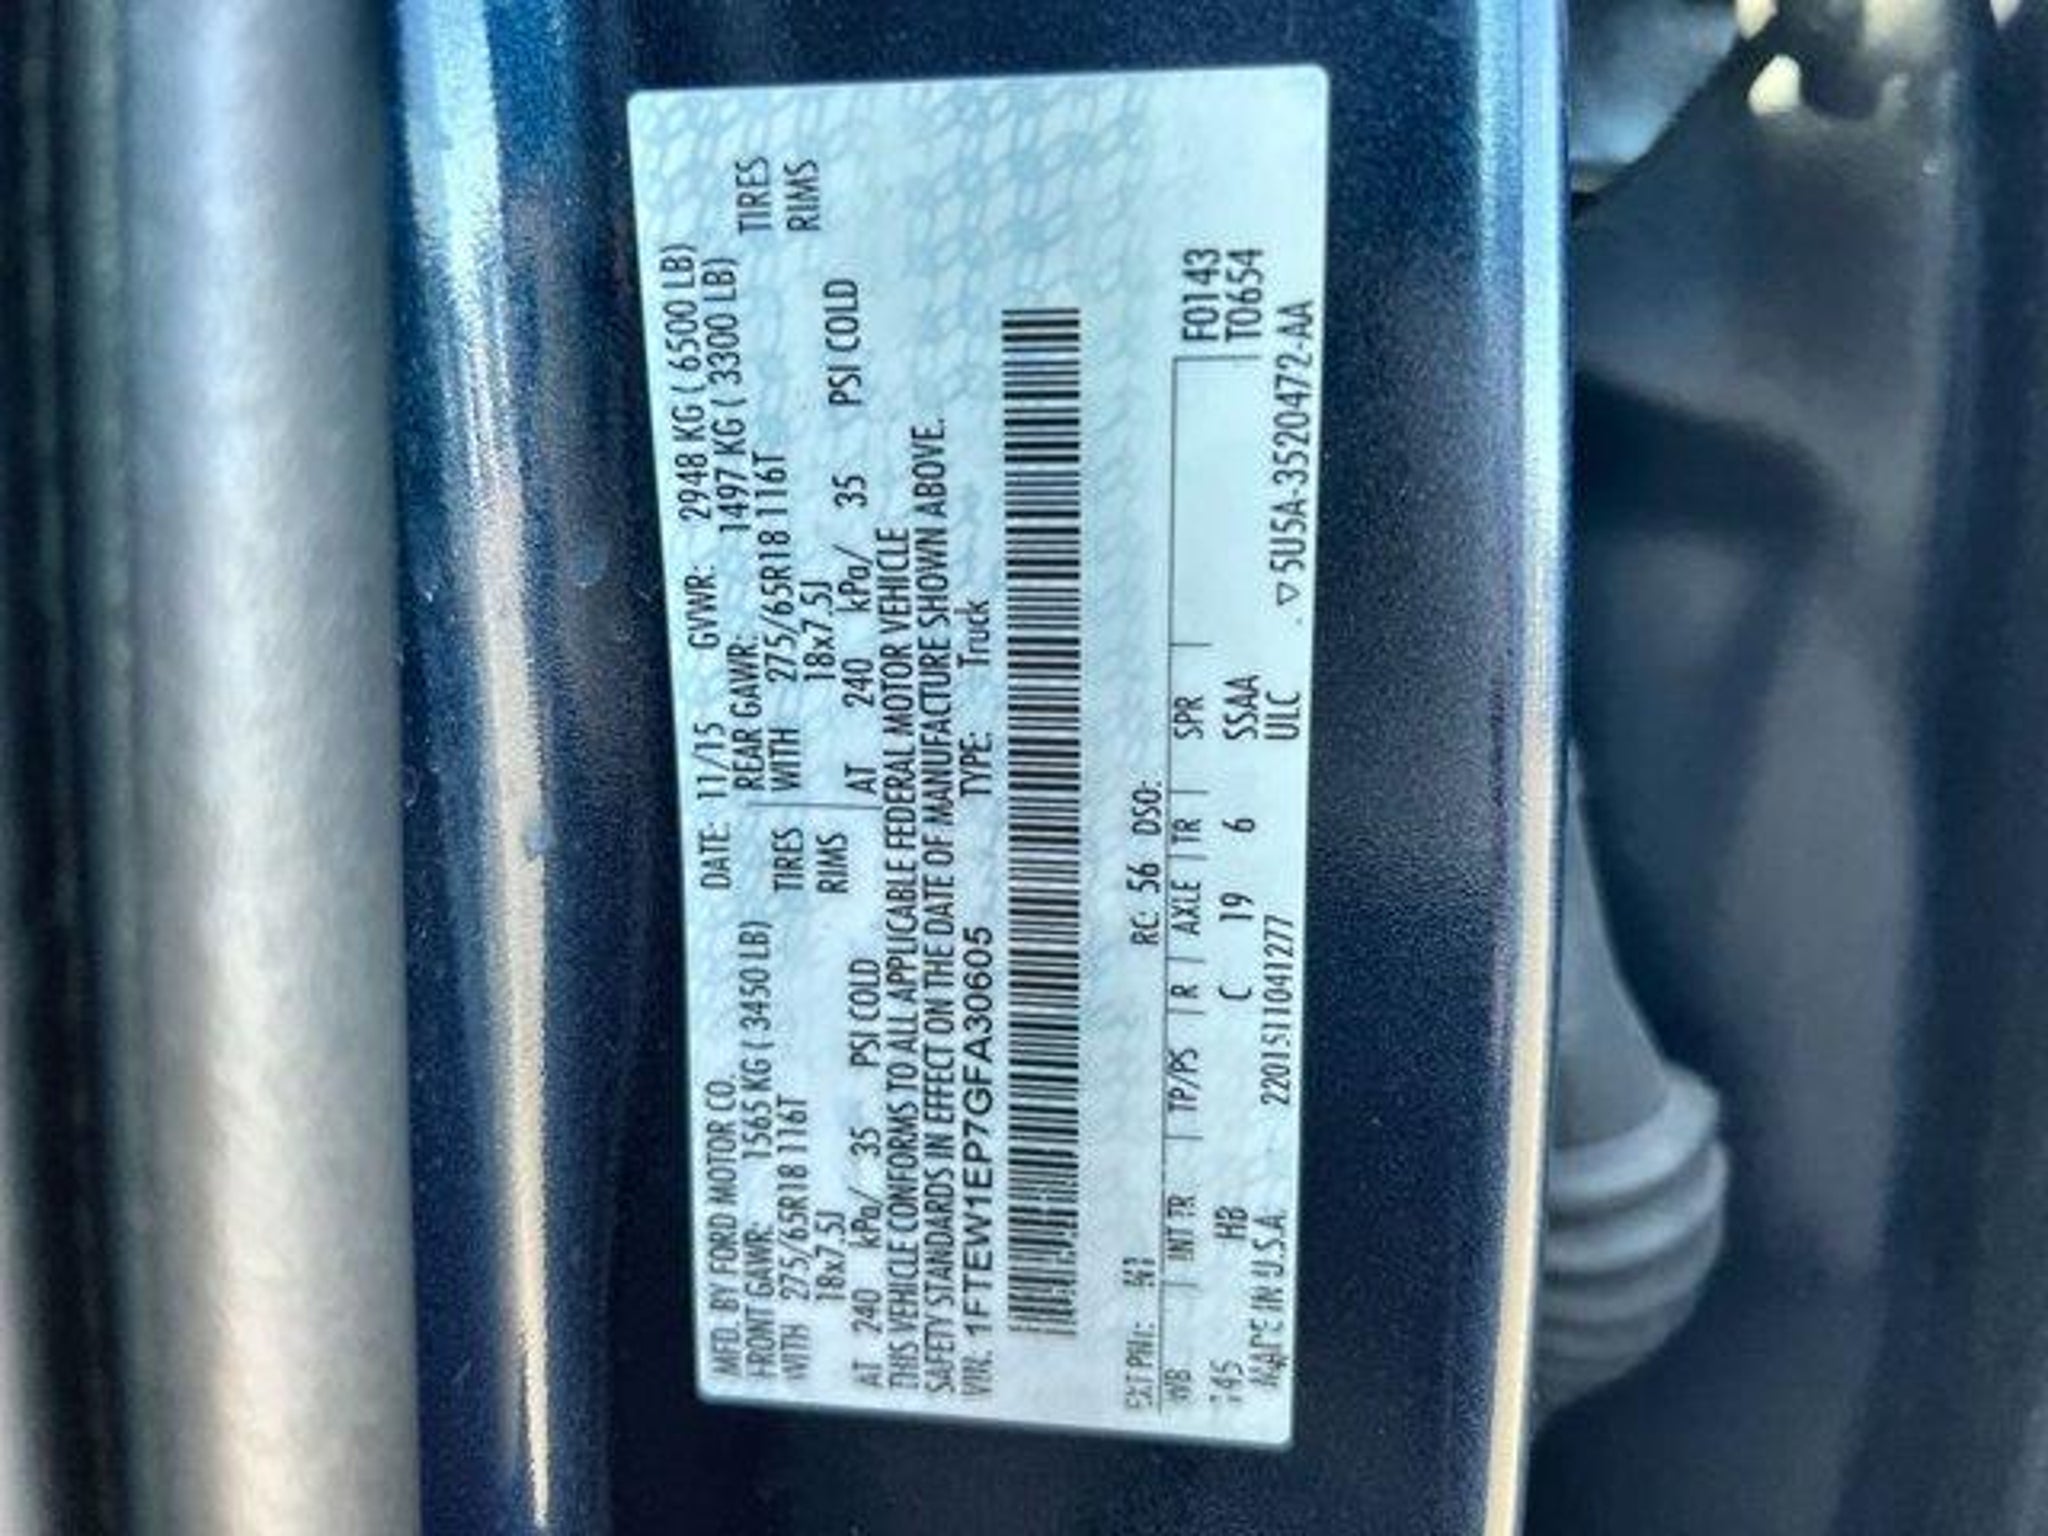 MFD. BY FORD MOTOR CO. DATE: 11/15 GVWR: 2948 KG ( 6500 LB)
FRONT GAWR: 1565 KG ( 3450 LB) REAR GAWR: 1497 KG ( 3300 LB)
WITH 275/65R18 116T TIRES WITH 275/65R18 116T TIRES
18x7.5J RIMS 18x7.5J RIMS
AT 240 kPa/ 35 PSI COLD AT 240 kPa/ 35 PSI COLD
THIS VEHICLE CONFORMS TO ALL APPLICABLE FEDERAL MOTOR VEHICLE
SAFETY STANDARDS IN EFFECT ON THE DATE OF MANUFACTURE SHOWN ABOVE.
VIN: 1FTEW1EP7GFA30605 TYPE: Truck
EXT PNT: N1 RC: 56 DSO:
WB INT TR TP/PS R AXLE TR SPR F0143
145 HB C 19 6 SSAA T0654
MADE IN U.S.A. 2201511041277 ULC ▽5U5A-3520472-AA